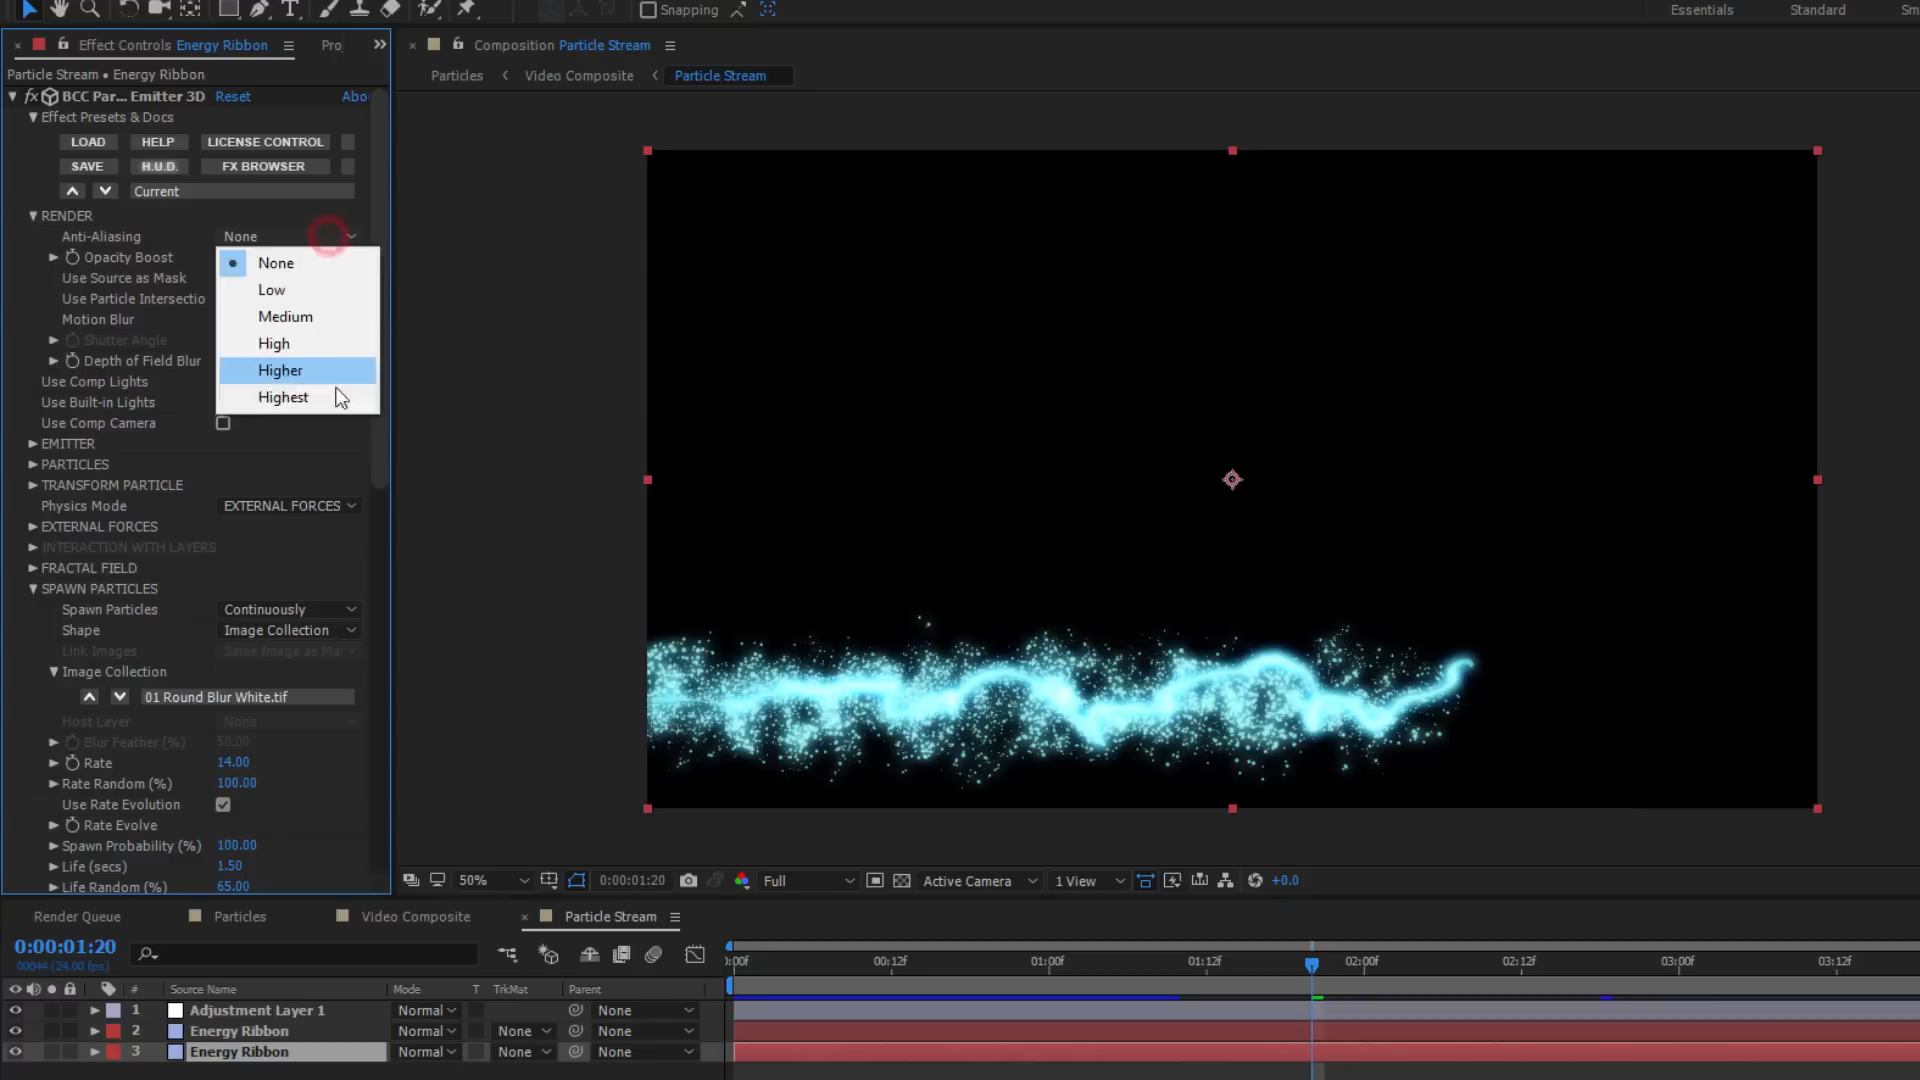 Snapping
Essentials
Standard
Sm
Effect Controls Energy Ribbon
Pro
Composition Particle Stream
Particle Stream • Energy Ribbon
Particles
Video Composite
Particle Stream
fx BCC Par... Emitter 3D
Reset
Abo
Effect Presets & Docs
LOAD
HELP
LICENSE CONTROL
SAVE
H.U.D.
FX BROWSER
Current
RENDER
Anti-Aliasing
None
Opacity Boost
None
Use Source as Mask
Low
Use Particle Intersectio
Medium
Motion Blur
High
Shutter Angle
Higher
Depth of Field Blur
Highest
Use Comp Lights
Use Built-in Lights
Use Comp Camera
EMITTER
PARTICLES
TRANSFORM PARTICLE
Physics Mode
EXTERNAL FORCES
EXTERNAL FORCES
INTERACTION WITH LAYERS
FRACTAL FIELD
SPAWN PARTICLES
Spawn Particles
Continuously
Shape
Image Collection
Link Images
Same Image as Mai
Image Collection
01 Round Blur White.tif
Host Layer
None
Blur Feather (%)
50.00
Rate
14.00
Rate Random (%)
100.00
Use Rate Evolution
Rate Evolve
Spawn Probability (%)
100.00
Life (secs)
1.50
Life Random (%)
65.00
50%
0:00:01:20
Full
Active Camera
1 View
+0.0
Render Queue
Particles
Video Composite
Particle Stream
0:00:01:20
00044 (24.00 fps)
:00f
00:12f
01:00f
01:12f
02:00f
02:12f
03:00f
03:12f
#
Source Name
Mode
T
TrkMat
Parent
1
Adjustment Layer 1
Normal
None
2
Energy Ribbon
Normal
None
None
3
Energy Ribbon
Normal
None
None